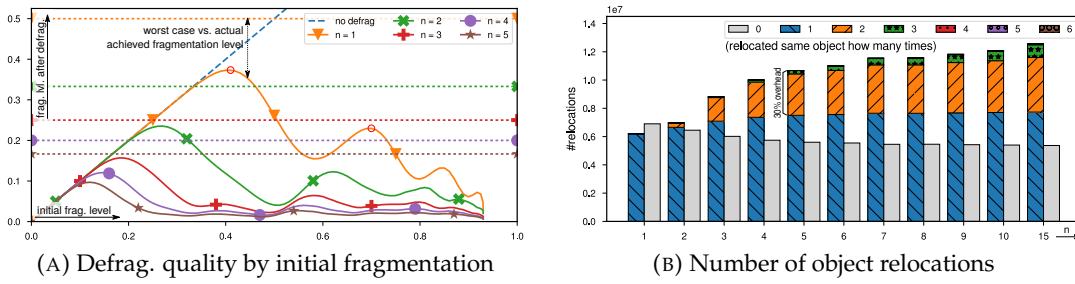 0.5
0.4
0.3
0.2
0.1
0.0
frag. lvl. after defrag.
no defrag
n = 1
n = 2
n = 3
n = 4
n = 5
worst case vs. actual
achieved fragmentation level
initial frag. level
0.0
0.2
0.4
0.6
0.8
1.0
(A) Defrag. quality by initial fragmentation
1e7
1.4
1.2
1.0
0.8
0.6
0.4
0.2
0.0
#relocations
0
1
2
3
4
5
6
(relocated same object how many times)
30% overhead
1
2
3
4
5
6
7
8
9
10
15
n
(B) Number of object relocations